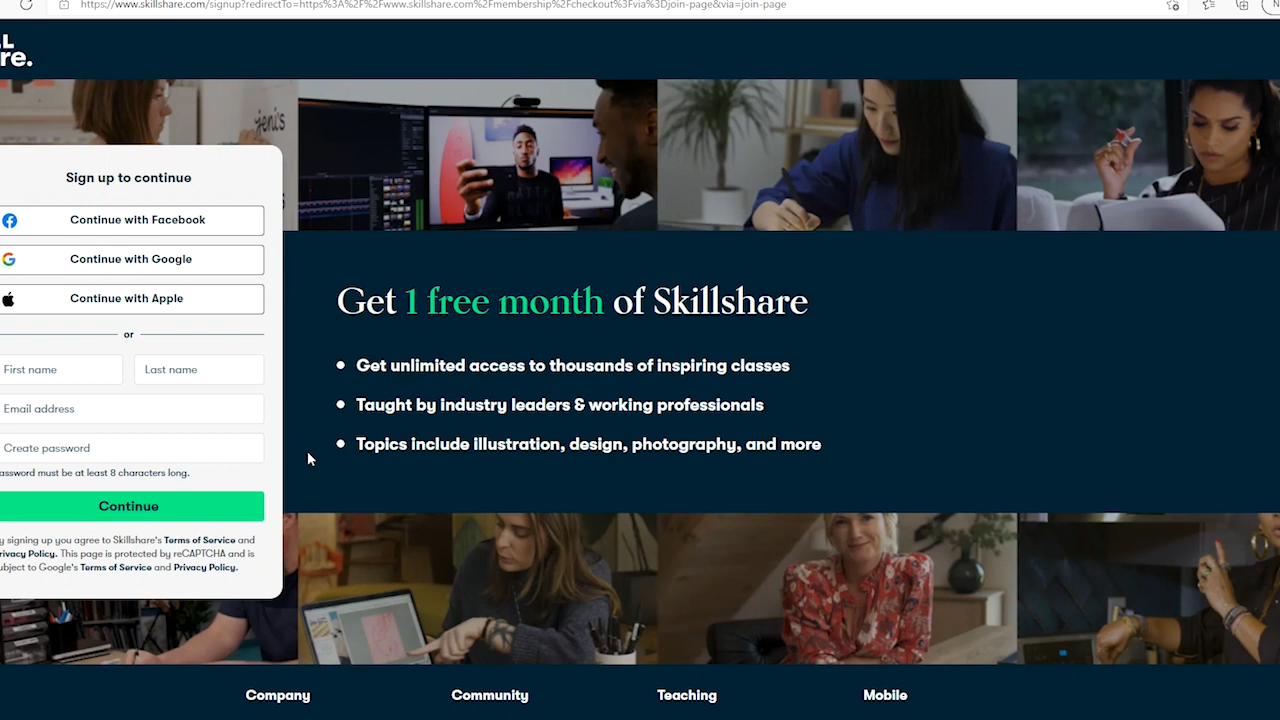 https://www.skillshare.com/signup?redirectTo=https%3A%2F%2Fwww.skillshare.com%2Fmembership%2Fcheckout%3Fvia%3Djoin-page&via=join-page
LL
re.
jeni's
Sign up to continue
Continue with Facebook
Continue with Google
Continue with Apple
or
First name
Last name
Email address
Create password
assword must be at least 8 characters long.
Continue
y signing up you agree to Skillshare's Terms of Service and
rivacy Policy. This page is protected by reCAPTCHA and is
ubject to Google's Terms of Service and Privacy Policy.
Get 1 free month of Skillshare
Get unlimited access to thousands of inspiring classes
Taught by industry leaders & working professionals
Topics include illustration, design, photography, and more
Company
Community
Teaching
Mobile